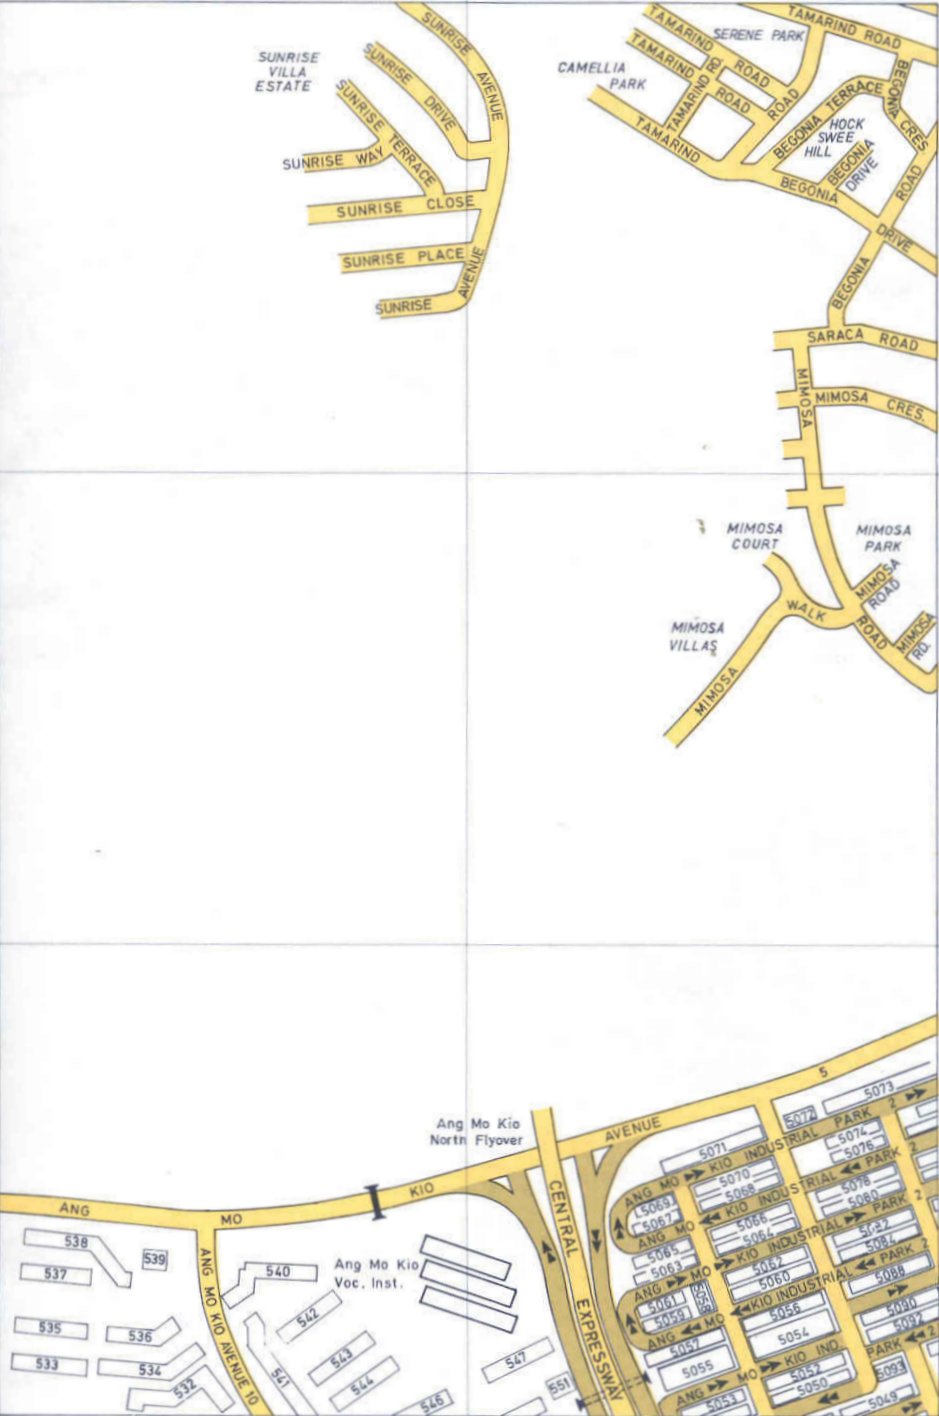 SUNRISE
AVENUE
SUNRISE
VILLA
ESTATE
SUNRISE
DRIVE
SUNRISE
TERRACE
SUNRISE WAY
SUNRISE CLOSE
SUNRISE PLACE
SUNRISE
AVENUE
TAMARIND ROAD
TAMARIND ROAD
SERENE PARK
TAMARIND ROAD
TAMARIND RD.
CAMELLIA
PARK
TAMARIND
ROAD
BEGONIA TERRACE
BEGONIA
CRES
HOCK
SWEE
HILL
BEGONIA
DRIVE
BEGONIA
DRIVE
BEGONIA
ROAD
SARACA ROAD
MIMOSA
MIMOSA CRES.
MIMOSA
COURT
MIMOSA
PARK
MIMOSA
ROAD
WALK
ROAD
MIMOSA
RD.
MIMOSA
VILLAS
MIMOSA
5
Ang Mo Kio
North Flyover
AVENUE
KIO
MO
ANG
CENTRAL
EXPRESSWAY
ANG MO KIO AVENUE 10
Ang Mo Kio
Voc. Inst.
538
539
537
540
535
536
542
533
534
543
532
541
544
546
547
551
5073
5072
5071
ANG MO KIO INDUSTRIAL PARK 2
5074
5076
5070
5068
5069
5067
ANG MO KIO INDUSTRIAL PARK 2
5078
5080
5066
5064
5065
5063
ANG MO KIO INDUSTRIAL PARK 2
5082
5084
5062
5060
5061
5059
5058
ANG MO KIO INDUSTRIAL PARK 2
5088
5056
5054
5057
5055
5090
5092
ANG MO KIO IND. PARK 2
5052
5050
5053
5093
5049